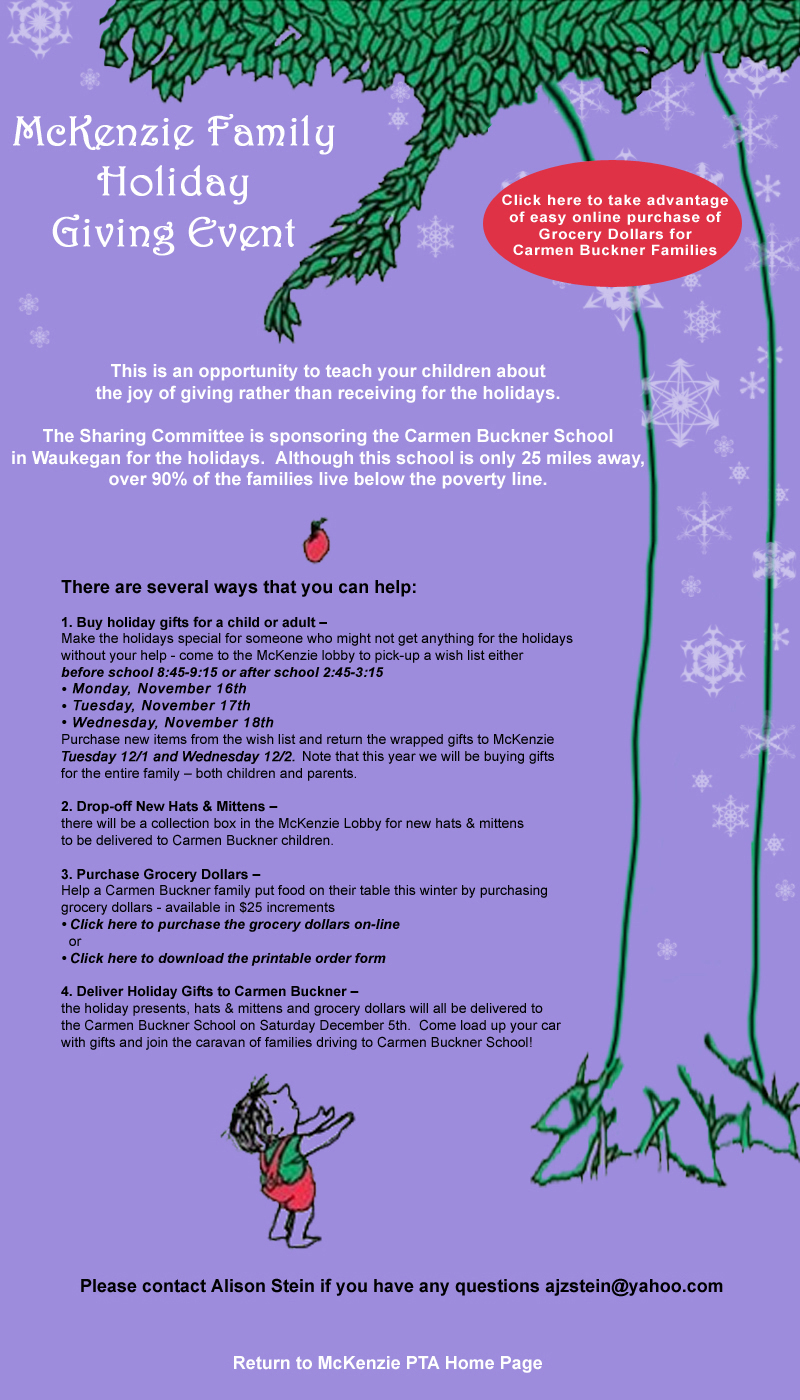 McKenzie Family
Holiday
Giving Event
Click here to take advantage
of easy online purchase of
Grocery Dollars for
Carmen Buckner Families
This is an opportunity to teach your children about
the joy of giving rather than receiving for the holidays.
The Sharing Committee is sponsoring the Carmen Buckner School
in Waukegan for the holidays.  Although this school is only 25 miles away,
over 90% of the families live below the poverty line.
There are several ways that you can help:
1. Buy holiday gifts for a child or adult –
Make the holidays special for someone who might not get anything for the holidays
without your help - come to the McKenzie lobby to pick-up a wish list either
before school 8:45-9:15 or after school 2:45-3:15
• Monday, November 16th
• Tuesday, November 17th
• Wednesday, November 18th
Purchase new items from the wish list and return the wrapped gifts to McKenzie
Tuesday 12/1 and Wednesday 12/2.  Note that this year we will be buying gifts
for the entire family – both children and parents.
2. Drop-off New Hats & Mittens –
there will be a collection box in the McKenzie Lobby for new hats & mittens
to be delivered to Carmen Buckner children.
3. Purchase Grocery Dollars –
Help a Carmen Buckner family put food on their table this winter by purchasing
grocery dollars - available in $25 increments
• Click here to purchase the grocery dollars on-line
or
• Click here to download the printable order form
4. Deliver Holiday Gifts to Carmen Buckner –
the holiday presents, hats & mittens and grocery dollars will all be delivered to
the Carmen Buckner School on Saturday December 5th.  Come load up your car
with gifts and join the caravan of families driving to Carmen Buckner School!
Please contact Alison Stein if you have any questions ajzstein@yahoo.com
Return to McKenzie PTA Home Page